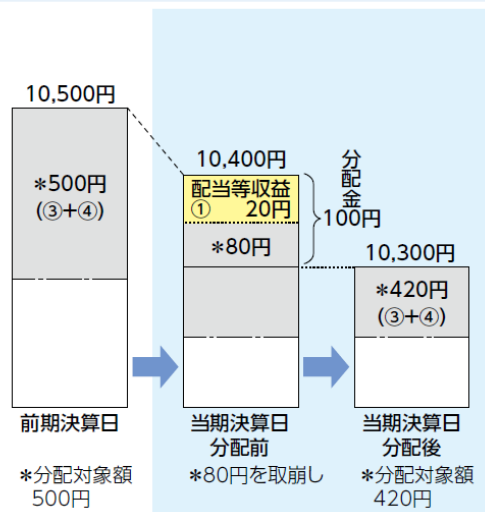 10,500円
*500円
(③+④)
前期決算日
*分配対象額
500円
10,400円
配当等収益
① 20円
*80円
分配金
100円
当期決算日
分配前
*80円を取崩し
10,300円
*420円
(③+④)
当期決算日
分配後
*分配対象額
420円